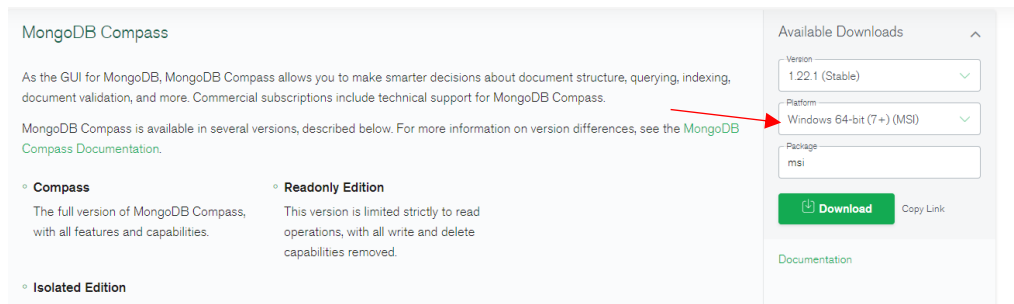 MongoDB Compass
As the GUI for MongoDB, MongoDB Compass allows you to make smarter decisions about document structure, querying, indexing,
document validation, and more. Commercial subscriptions include technical support for MongoDB Compass.
MongoDB Compass is available in several versions, described below. For more information on version differences, see the MongoDB
Compass Documentation.
Compass
The full version of MongoDB Compass,
with all features and capabilities.
Readonly Edition
This version is limited strictly to read
operations, with all write and delete
capabilities removed.
Isolated Edition
Available Downloads
Version
1.22.1 (Stable)
Platform
Windows 64-bit (7+) (MSI)
Package
msi
Download
Copy Link
Documentation